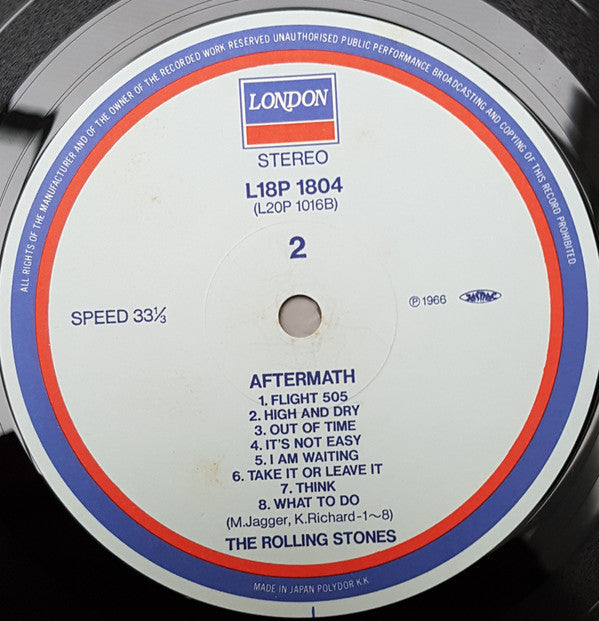 ALL RIGHTS OF THE MANUFACTURER AND OF THE OWNER OF THE RECORDED WORK RESERVED UNAUTHORISED PUBLIC PERFORMANCE BROADCASTING AND COPYING OF THIS RECORD PROHIBITED
LONDON
STEREO
L18P 1804
(L20P 1016B)
2
SPEED 33⅓
Ⓟ1966 JASRAC
AFTERMATH
1. FLIGHT 505
2. HIGH AND DRY
3. OUT OF TIME
4. IT'S NOT EASY
5. I AM WAITING
6. TAKE IT OR LEAVE IT
7. THINK
8. WHAT TO DO
(M.Jagger, K.Richard-1~8)
THE ROLLING STONES
MADE IN JAPAN POLYDOR K.K.